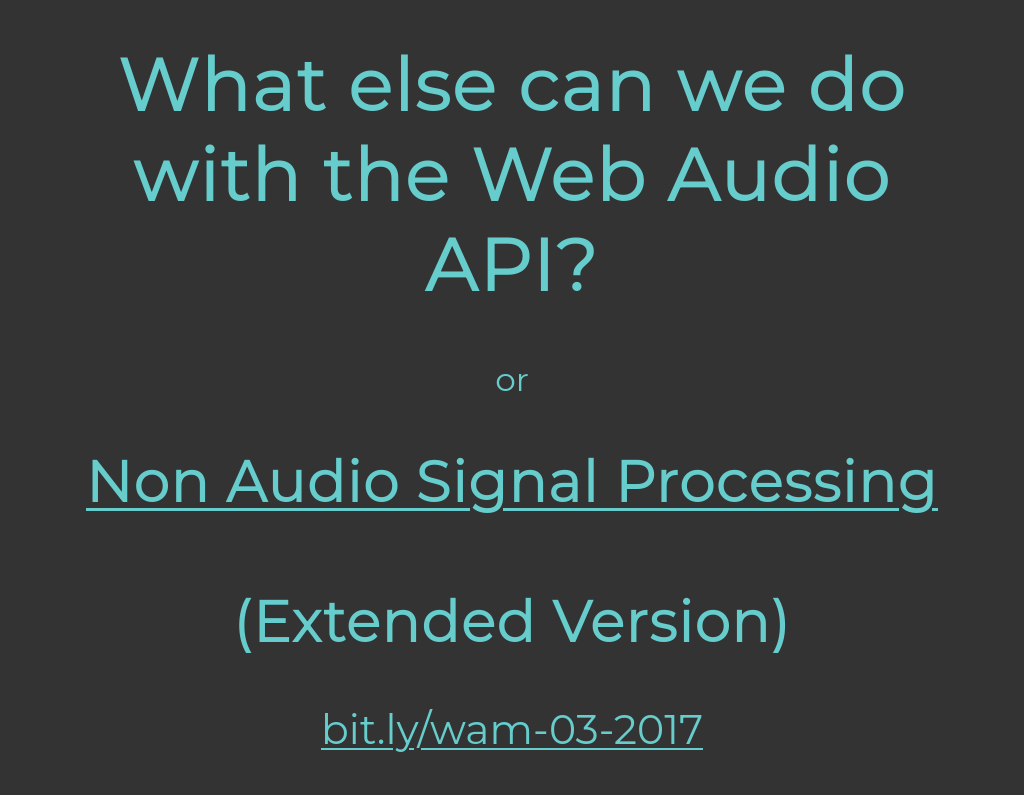 What else can we do
with the Web Audio
API?
or
Non Audio Signal Processing
(Extended Version)
bit.ly/wam-03-2017